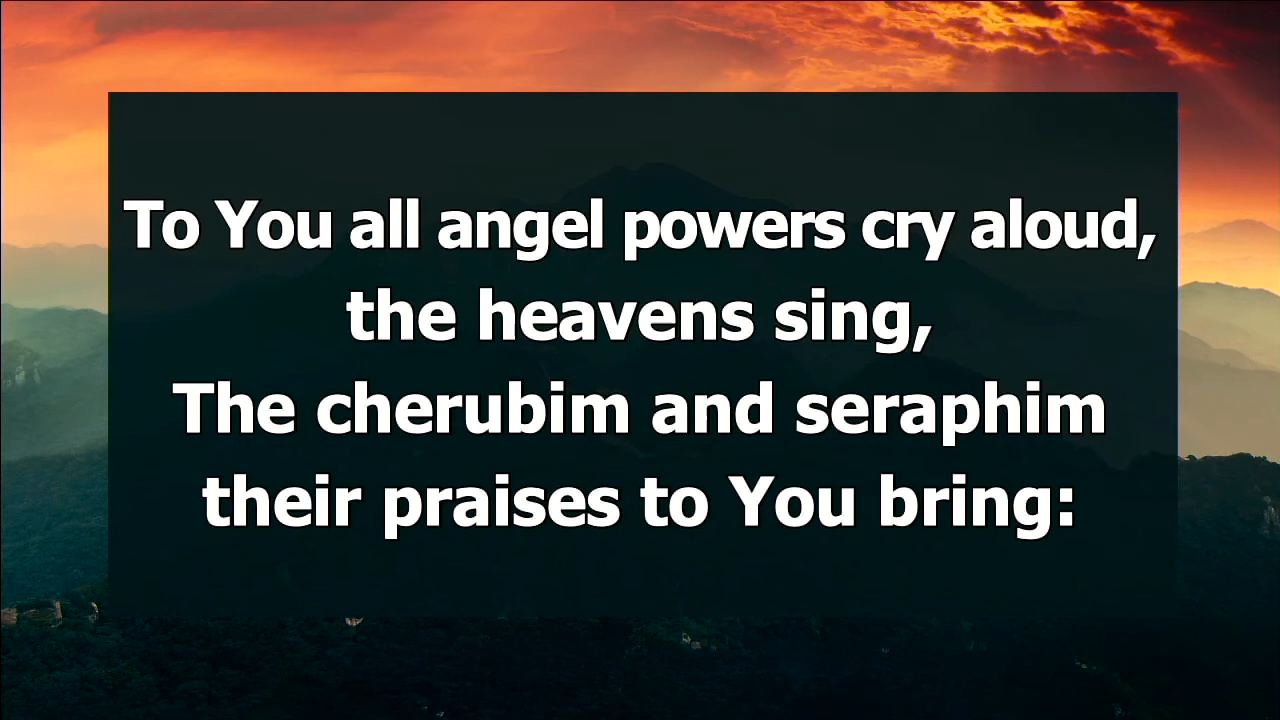 To You all angel powers cry aloud,
the heavens sing,
The cherubim and seraphim
their praises to You bring: